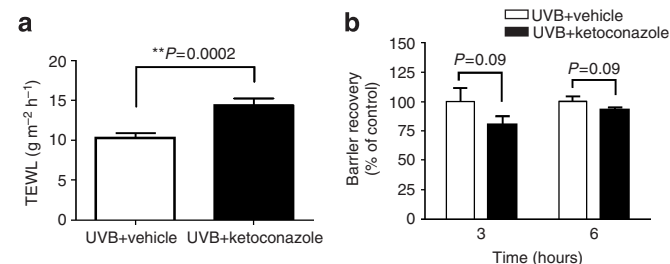 a
**P=0.0002
20
15
10
5
0
TEWL (g m−2 h−1)
UVB+vehicle
UVB+ketoconazole
b
UVB+vehicle
UVB+ketoconazole
150
125
100
75
50
25
0
Barrier recovery
(% of control)
P=0.09
P=0.09
3
6
Time (hours)